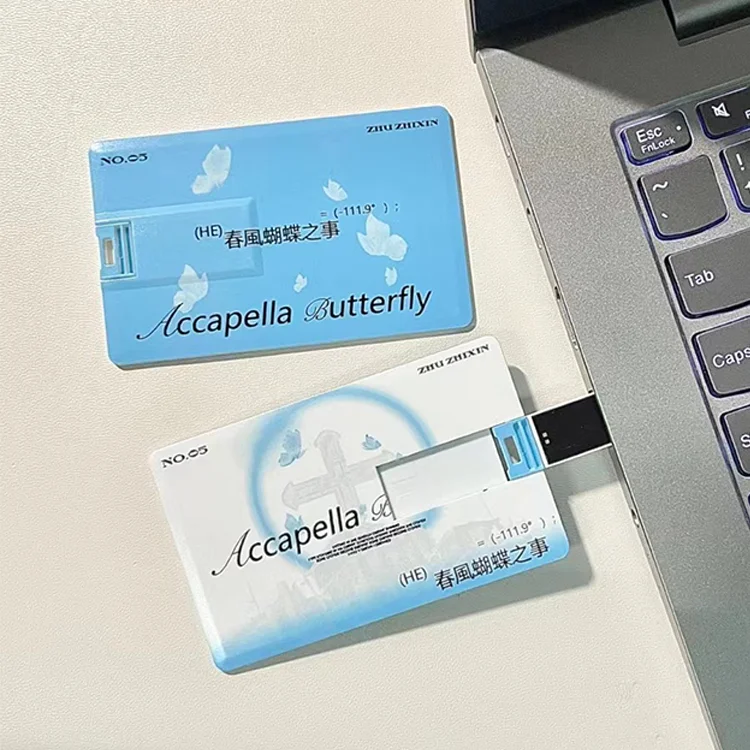 NO.05
ZHU ZHIXIN
= (-111.9° ) ;
(HE) 春風蝴蝶之事
Accapella Butterfly
ZHU ZHIXIN
NO.05
Accapella B
= (-111.9° ) ;
(HE) 春風蝴蝶之事
Esc
FnLock
~
!
Tab
Caps